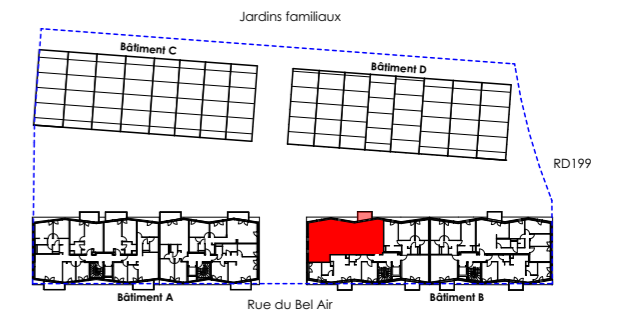 Jardins familiaux
Bâtiment C
Bâtiment D
RD199
Bâtiment A
Rue du Bel Air
Bâtiment B